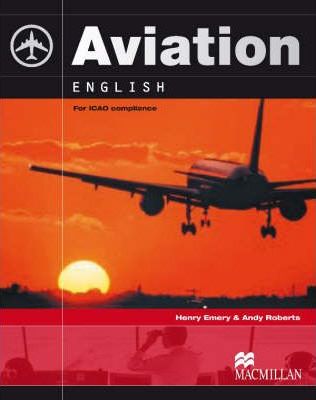 Aviation
ENGLISH
For ICAO compliance
Henry Emery & Andy Roberts
MACMILLAN